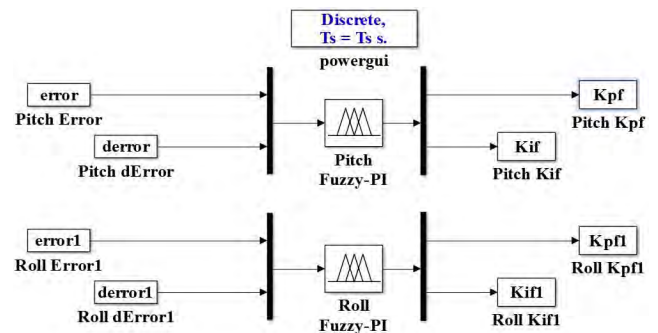 Discrete,
Ts = Ts s.
powergui
error
Pitch Error
derror
Pitch dError
Pitch
Fuzzy-PI
Kpf
Pitch Kpf
Kif
Pitch Kif
error1
Roll Error1
derror1
Roll dError1
Roll
Fuzzy-PI
Kpf1
Roll Kpf1
Kif1
Roll Kif1